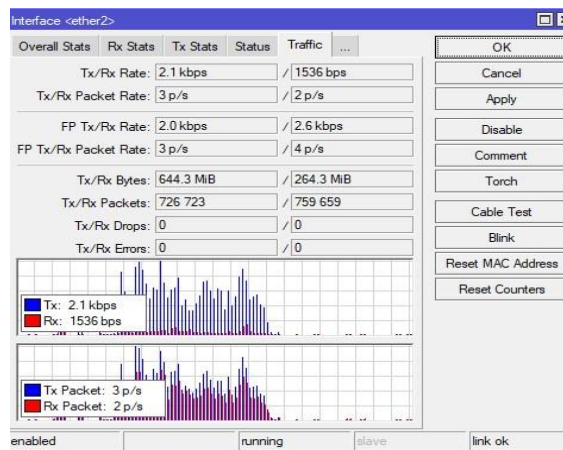 Interface <ether2>
Overall Stats Rx Stats Tx Stats Status Traffic ...
Tx/Rx Rate: 2.1 kbps / 1536 bps
Tx/Rx Packet Rate: 3 p/s / 2 p/s
FP Tx/Rx Rate: 2.0 kbps / 2.6 kbps
FP Tx/Rx Packet Rate: 3 p/s / 4 p/s
Tx/Rx Bytes: 644.3 MiB / 264.3 MiB
Tx/Rx Packets: 726 723 / 759 659
Tx/Rx Drops: 0 / 0
Tx/Rx Errors: 0 / 0
Tx: 2.1 kbps
Rx: 1536 bps
Tx Packet: 3 p/s
Rx Packet: 2 p/s
OK
Cancel
Apply
Disable
Comment
Torch
Cable Test
Blink
Reset MAC Address
Reset Counters
enabled running slave link ok